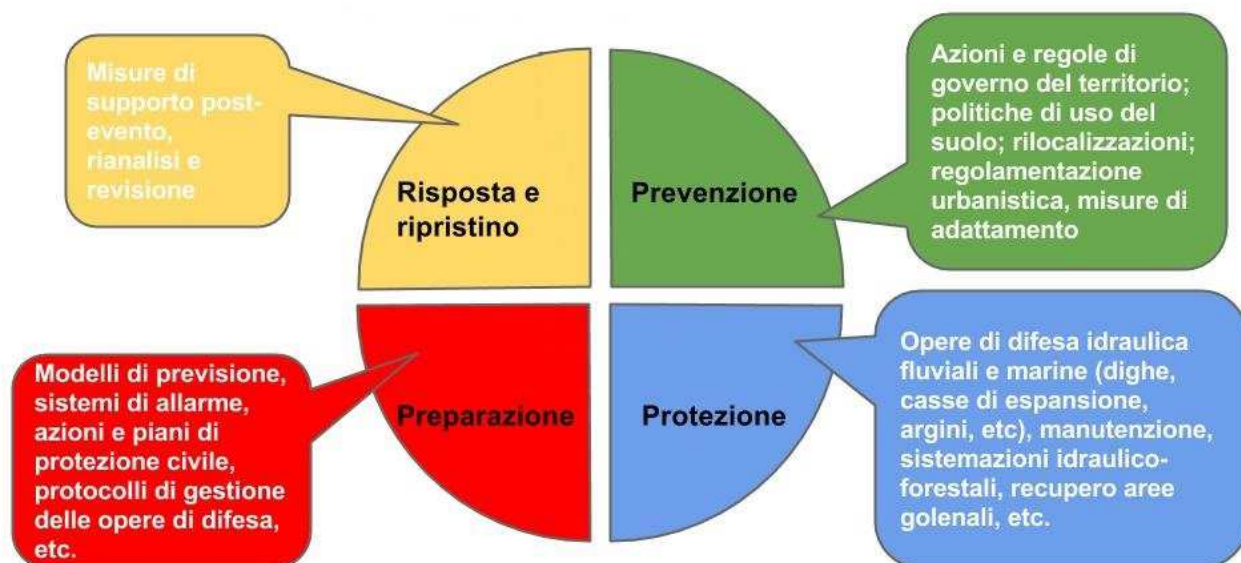 Misure di
supporto post-
evento,
rianalisi e
revisione
Risposta e
ripristino
Prevenzione
Azioni e regole di
governo del territorio;
politiche di uso del
suolo; rilocalizzazioni;
regolamentazione
urbanistica, misure di
adattamento
Modelli di previsione,
sistemi di allarme,
azioni e piani di
protezione civile,
protocolli di gestione
delle opere di difesa,
etc.
Preparazione
Protezione
Opere di difesa idraulica
fluviali e marine (dighe,
casse di espansione,
argini, etc), manutenzione,
sistemazioni idraulico-
forestali, recupero aree
golenali, etc.